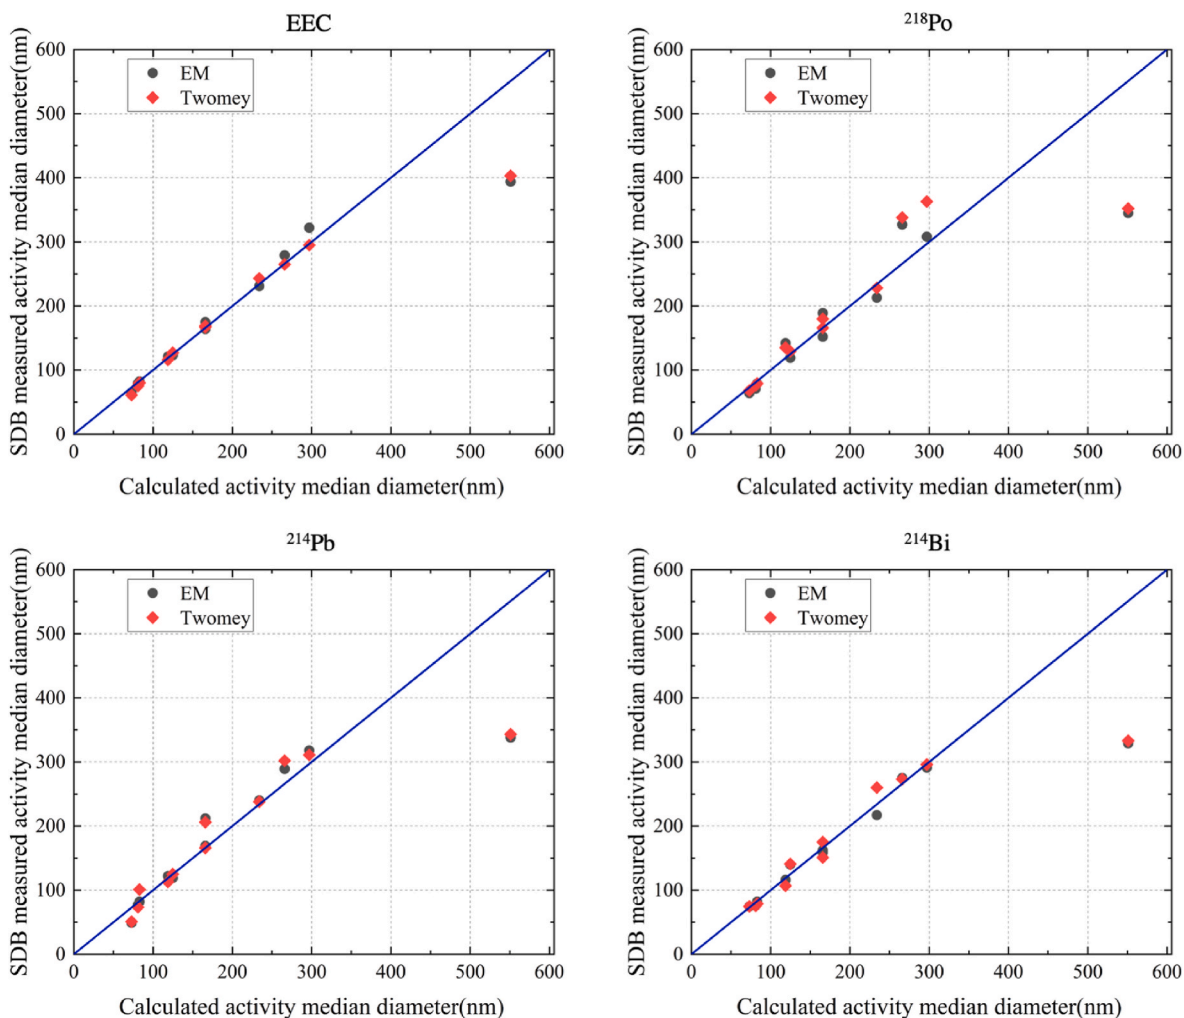 EEC
SDB measured activity median diameter(nm)
600
500
400
300
200
100
0
EM
Twomey
0 100 200 300 400 500 600
Calculated activity median diameter(nm)
²¹⁸Po
SDB measured activity median diameter(nm)
600
500
400
300
200
100
0
EM
Twomey
0 100 200 300 400 500 600
Calculated activity median diameter(nm)
²¹⁴Pb
SDB measured activity median diameter(nm)
600
500
400
300
200
100
0
EM
Twomey
0 100 200 300 400 500 600
Calculated activity median diameter(nm)
²¹⁴Bi
SDB measured activity median diameter(nm)
600
500
400
300
200
100
0
EM
Twomey
0 100 200 300 400 500 600
Calculated activity median diameter(nm)